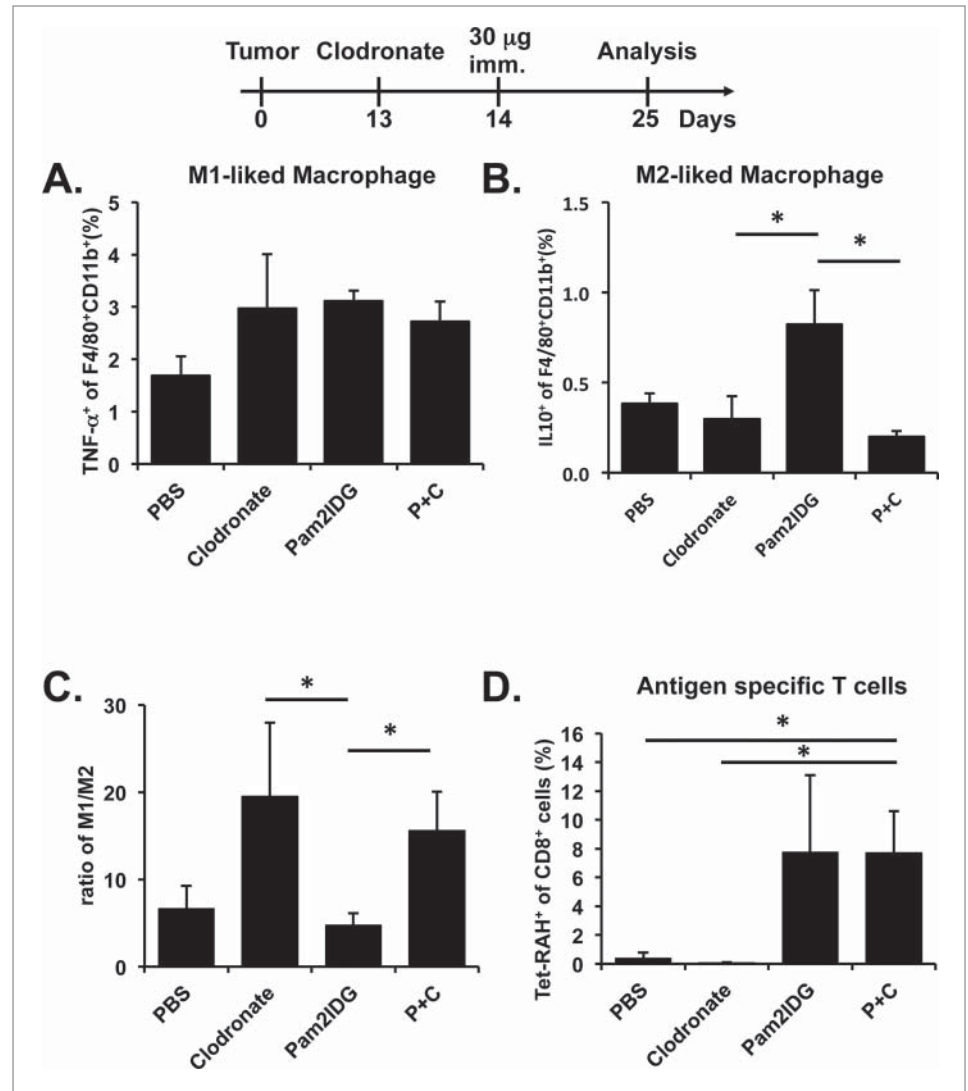 30 μg
Tumor Clodronate imm. Analysis
0 13 14 25 Days
A. M1-liked Macrophage
TNF-α⁺ of F4/80⁺CD11b⁺(%)
5
4
3
2
1
0
PBS
Clodronate
Pam2IDG
P+C
B. M2-liked Macrophage
IL10⁺ of F4/80⁺CD11b⁺(%)
1.5
1.0
0.5
0.0
* *
PBS
Clodronate
Pam2IDG
P+C
C.
ratio of M1/M2
30
20
10
0
* *
PBS
Clodronate
Pam2IDG
P+C
D. Antigen specific T cells
Tet-RAH⁺ of CD8⁺ cells (%)
16
14
12
10
8
6
4
2
0
*
*
PBS
Clodronate
Pam2IDG
P+C